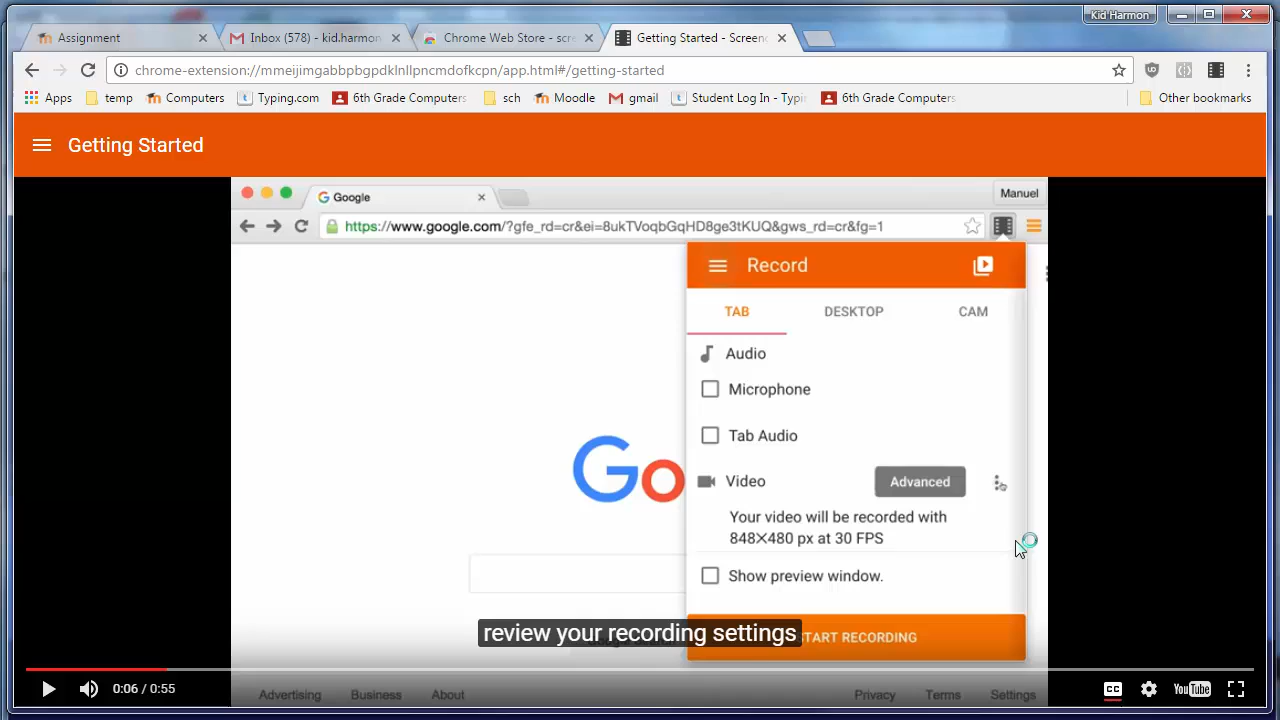 Kid Harmon
Assignment
Inbox (578) - kid.harmon
Chrome Web Store - scre
Getting Started - Screenc
chrome-extension://mmeijimgabbpbgpdklnllpncmdofkcpn/app.html#/getting-started
Apps temp Computers Typing.com 6th Grade Computers sch Moodle gmail Student Log In - Typin 6th Grade Computers Other bookmarks
Getting Started
Google
Manuel
https://www.google.com/?gfe_rd=cr&ei=8ukTVoqbGqHD8ge3tKUQ&gws_rd=cr&fg=1
Record
TAB DESKTOP CAM
Audio
Microphone
Tab Audio
Video Advanced
Your video will be recorded with
848✕480 px at 30 FPS
Show preview window.
Go
review your recording settings
START RECORDING
0:06 / 0:55
CC
YouTube
Advertising Business About Privacy Terms Settings